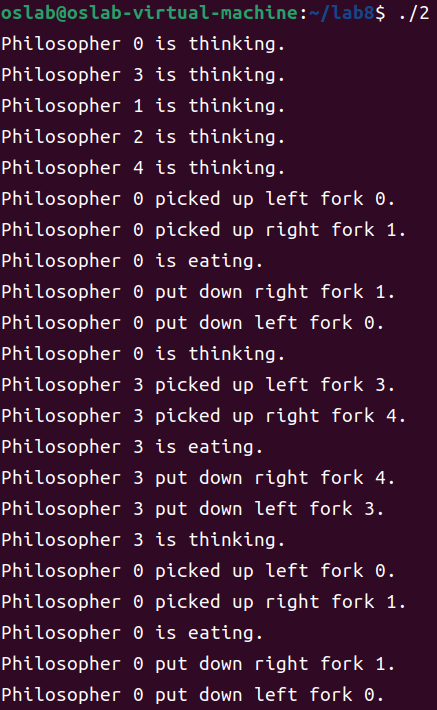 oslab@oslab-virtual-machine:~/lab8$ ./2
Philosopher 0 is thinking.
Philosopher 3 is thinking.
Philosopher 1 is thinking.
Philosopher 2 is thinking.
Philosopher 4 is thinking.
Philosopher 0 picked up left fork 0.
Philosopher 0 picked up right fork 1.
Philosopher 0 is eating.
Philosopher 0 put down right fork 1.
Philosopher 0 put down left fork 0.
Philosopher 0 is thinking.
Philosopher 3 picked up left fork 3.
Philosopher 3 picked up right fork 4.
Philosopher 3 is eating.
Philosopher 3 put down right fork 4.
Philosopher 3 put down left fork 3.
Philosopher 3 is thinking.
Philosopher 0 picked up left fork 0.
Philosopher 0 picked up right fork 1.
Philosopher 0 is eating.
Philosopher 0 put down right fork 1.
Philosopher 0 put down left fork 0.